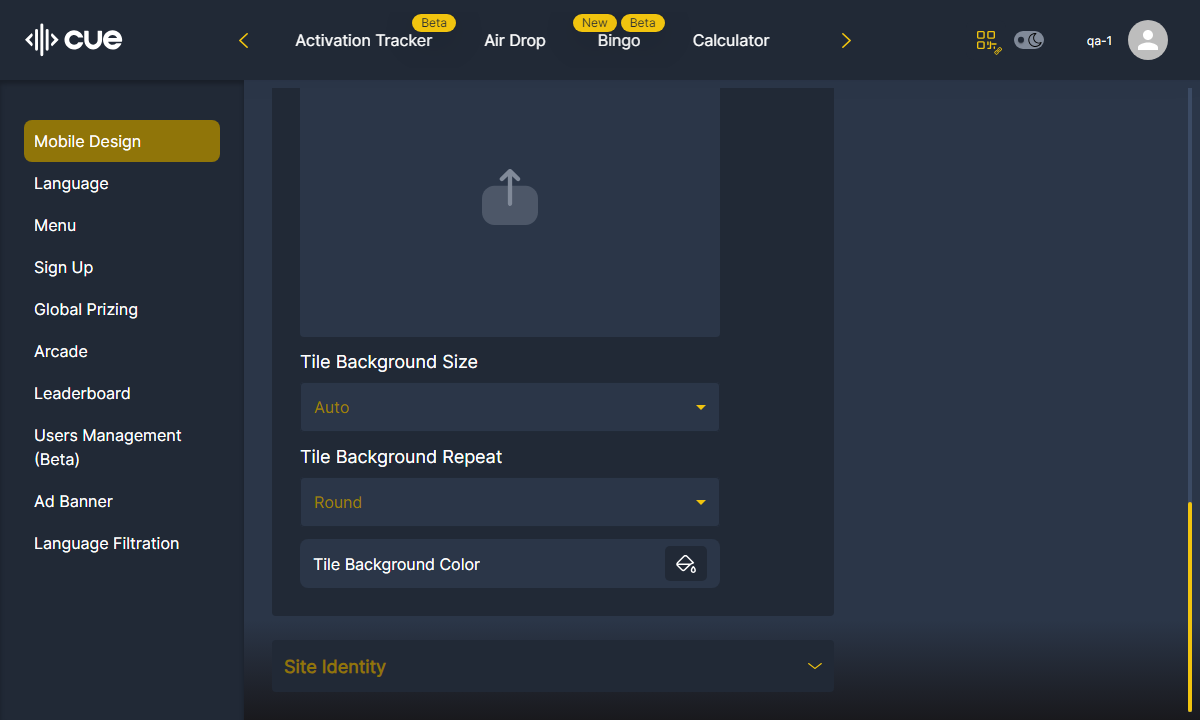 cue
Activation Tracker
Beta
Air Drop
New
Beta
Bingo
Calculator
qa-1
Mobile Design
Language
Menu
Sign Up
Global Prizing
Arcade
Leaderboard
Users Management
(Beta)
Ad Banner
Language Filtration
Tile Background Size
Auto
Tile Background Repeat
Round
Tile Background Color
Site Identity